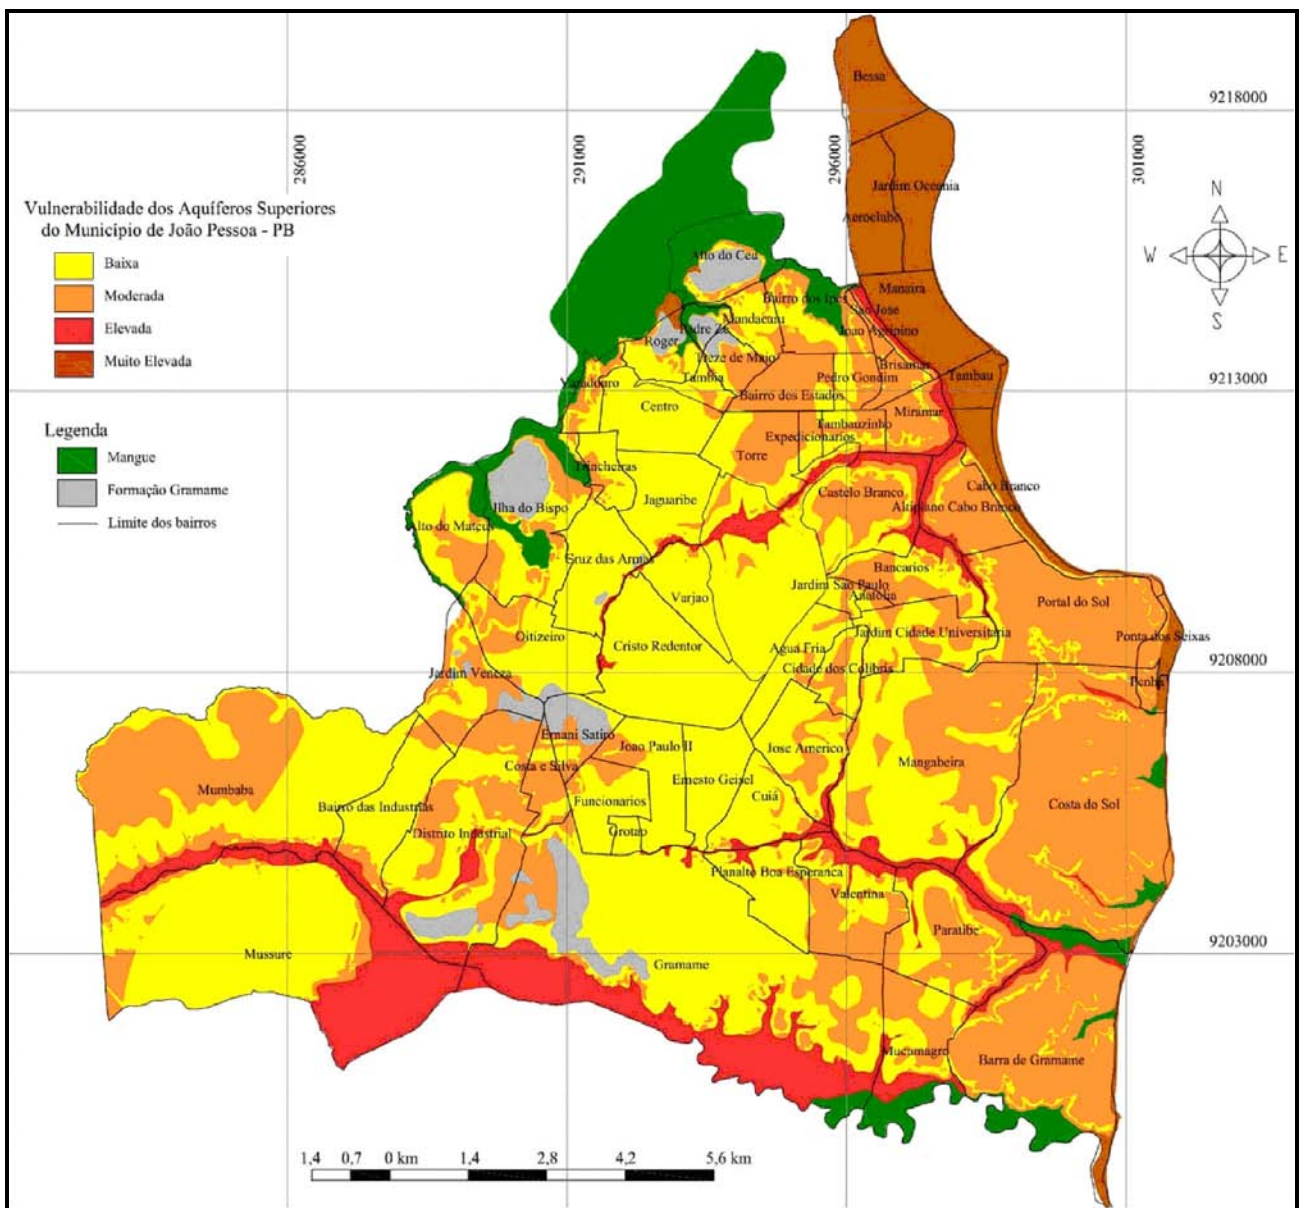 Bessa
9218000
286000
291000
296000
301000
Jardim Oceania
Aeroclube
N
W
E
S
Vulnerabilidade dos Aquíferos Superiores
do Município de João Pessoa - PB
Baixa
Moderada
Elevada
Muito Elevada
Legenda
Mangue
Formação Gramame
Limite dos bairros
Alto do Ceu
Manaira
Bairro dos Ipes
Sao Jose
Mandacaru
Padre Ze
Joao Agripino
Roger
Treze de Maio
Brisamar
Tambau
Tambia
Pedro Gondim
Varadouro
9213000
Bairro dos Estados
Centro
Miramar
Tambauzinho
Expedicionarios
Torre
Trincheiras
Cabo Branco
Jaguaribe
Castelo Branco
Ilha do Bispo
Altiplano Cabo Branco
Alto do Mateus
Cruz das Armas
Bancarios
Jardim Sao Paulo
Anatolia
Varjao
Portal do Sol
Oitizeiro
Jardim Cidade Universitaria
Ponta dos Seixas
Cristo Redentor
Agua Fria
Cidade dos Colibris
9208000
Jardim Veneza
Penha
Ernani Satiro
Joao Paulo II
Jose Americo
Costa e Silva
Mangabeira
Ernesto Geisel
Mumbaba
Cuiá
Funcionarios
Costa do Sol
Bairro das Industrias
Distrito Industrial
Grotao
Planalto Boa Esperanca
Valentina
Paratibe
Mussure
Gramame
9203000
Mucumagro
Barra de Gramame
1,4 0,7 0 km 1,4 2,8 4,2 5,6 km